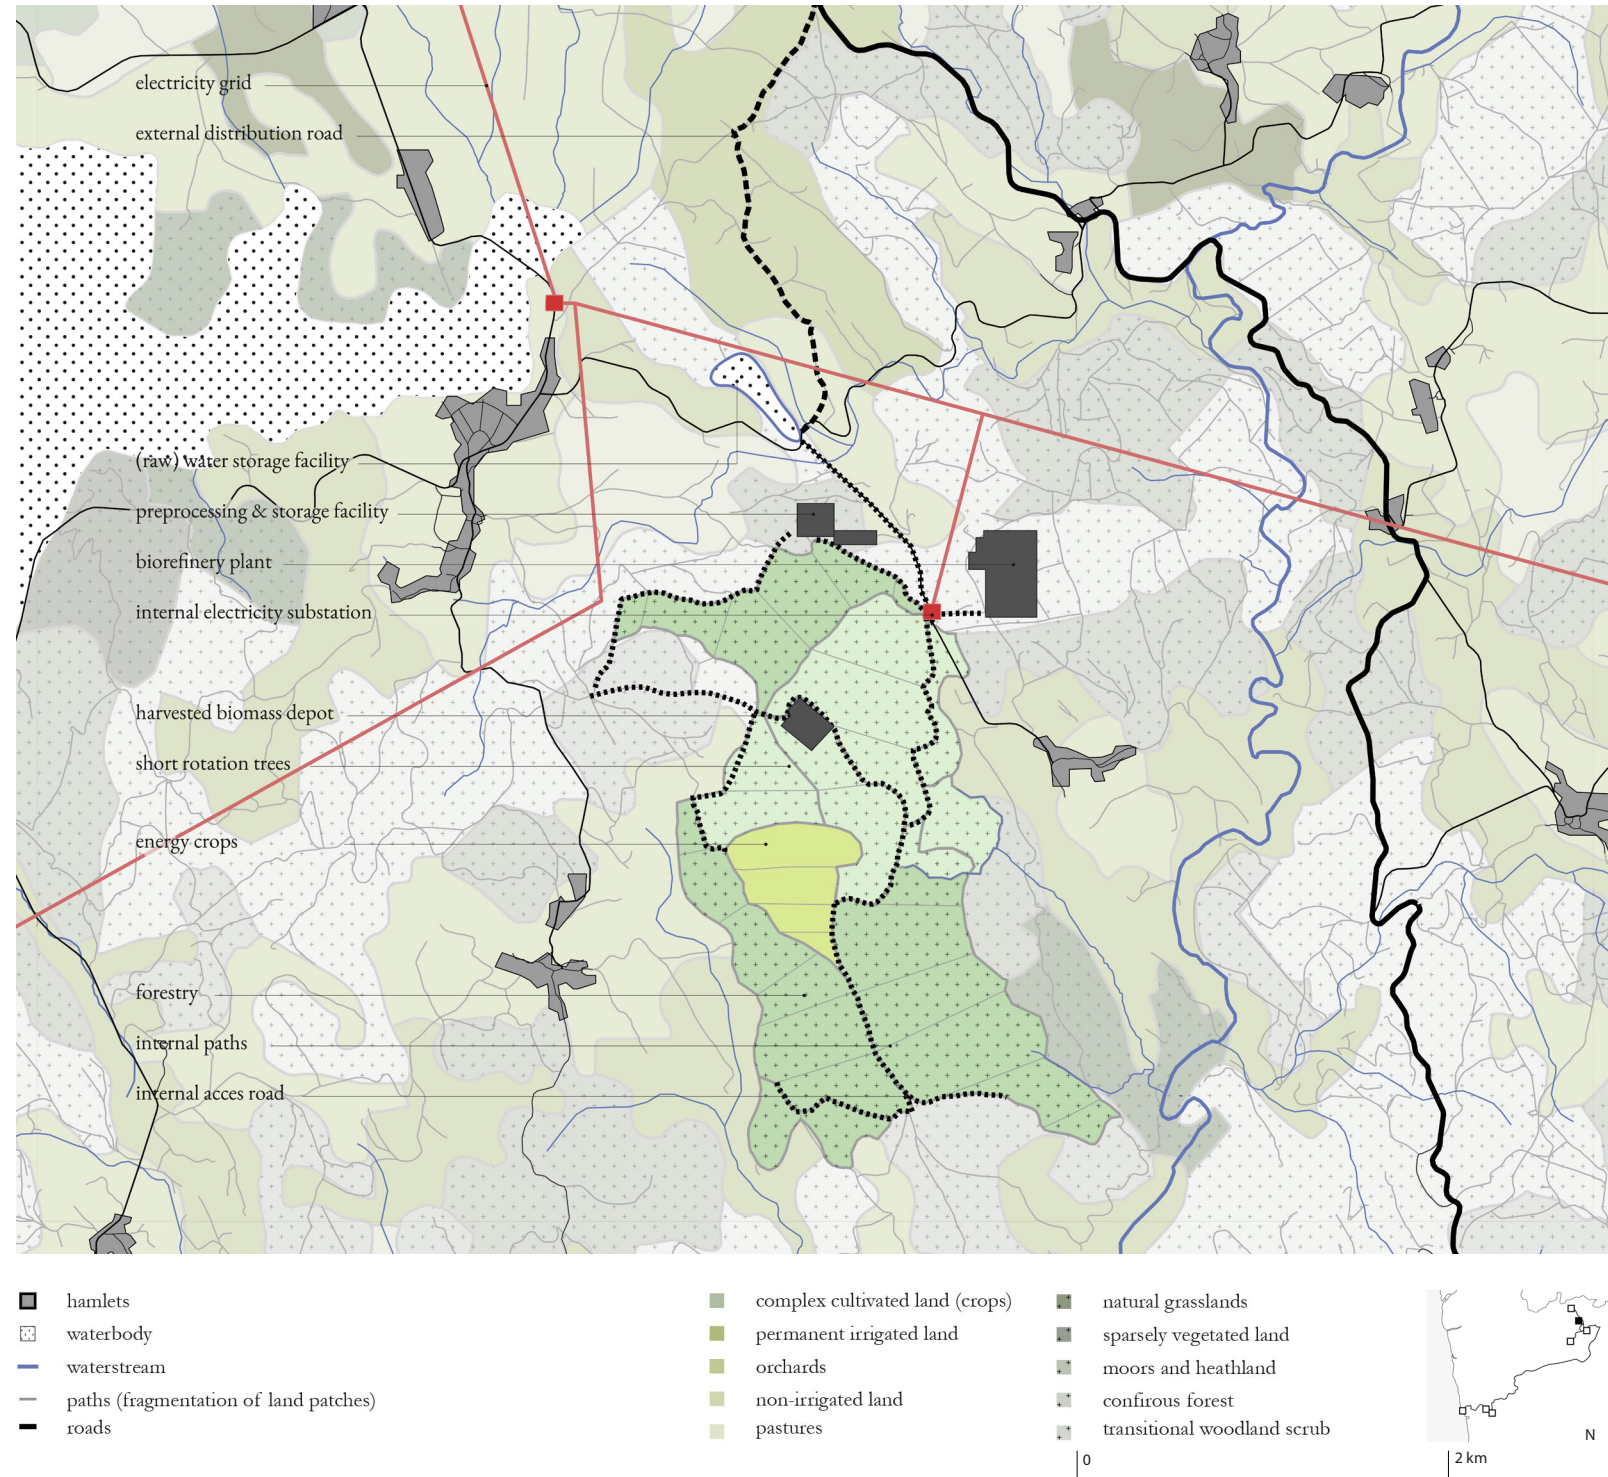 electricity grid
external distribution road
(raw) water storage facility
preprocessing & storage facility
biorefinery plant
internal electricity substation
harvested biomass depot
short rotation trees
energy crops
forestry
internal paths
internal acces road
hamlets
waterbody
waterstream
paths (fragmentation of land patches)
roads
complex cultivated land (crops)
permanent irrigated land
orchards
non-irrigated land
pastures
natural grasslands
sparsely vegetated land
moors and heathland
confirous forest
transitional woodland scrub
N
0
2 km